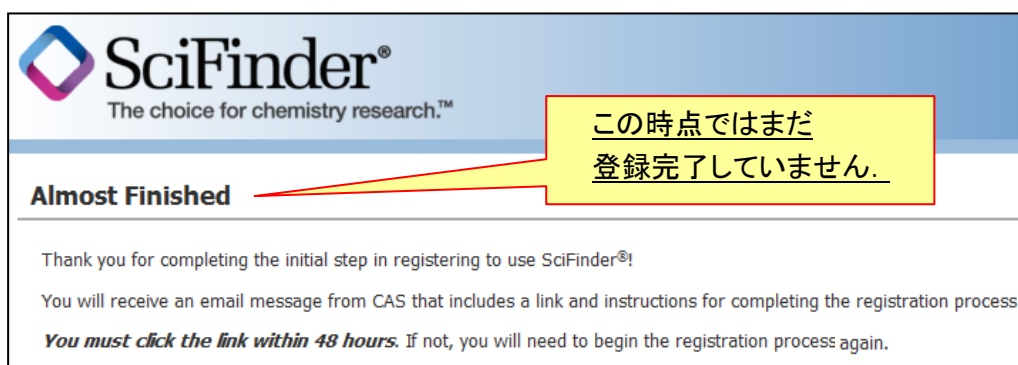 SciFinder®
The choice for chemistry research.™
この時点ではまだ
登録完了していません.
Almost Finished
Thank you for completing the initial step in registering to use SciFinder®!
You will receive an email message from CAS that includes a link and instructions for completing the registration process
You must click the link within 48 hours. If not, you will need to begin the registration process again.